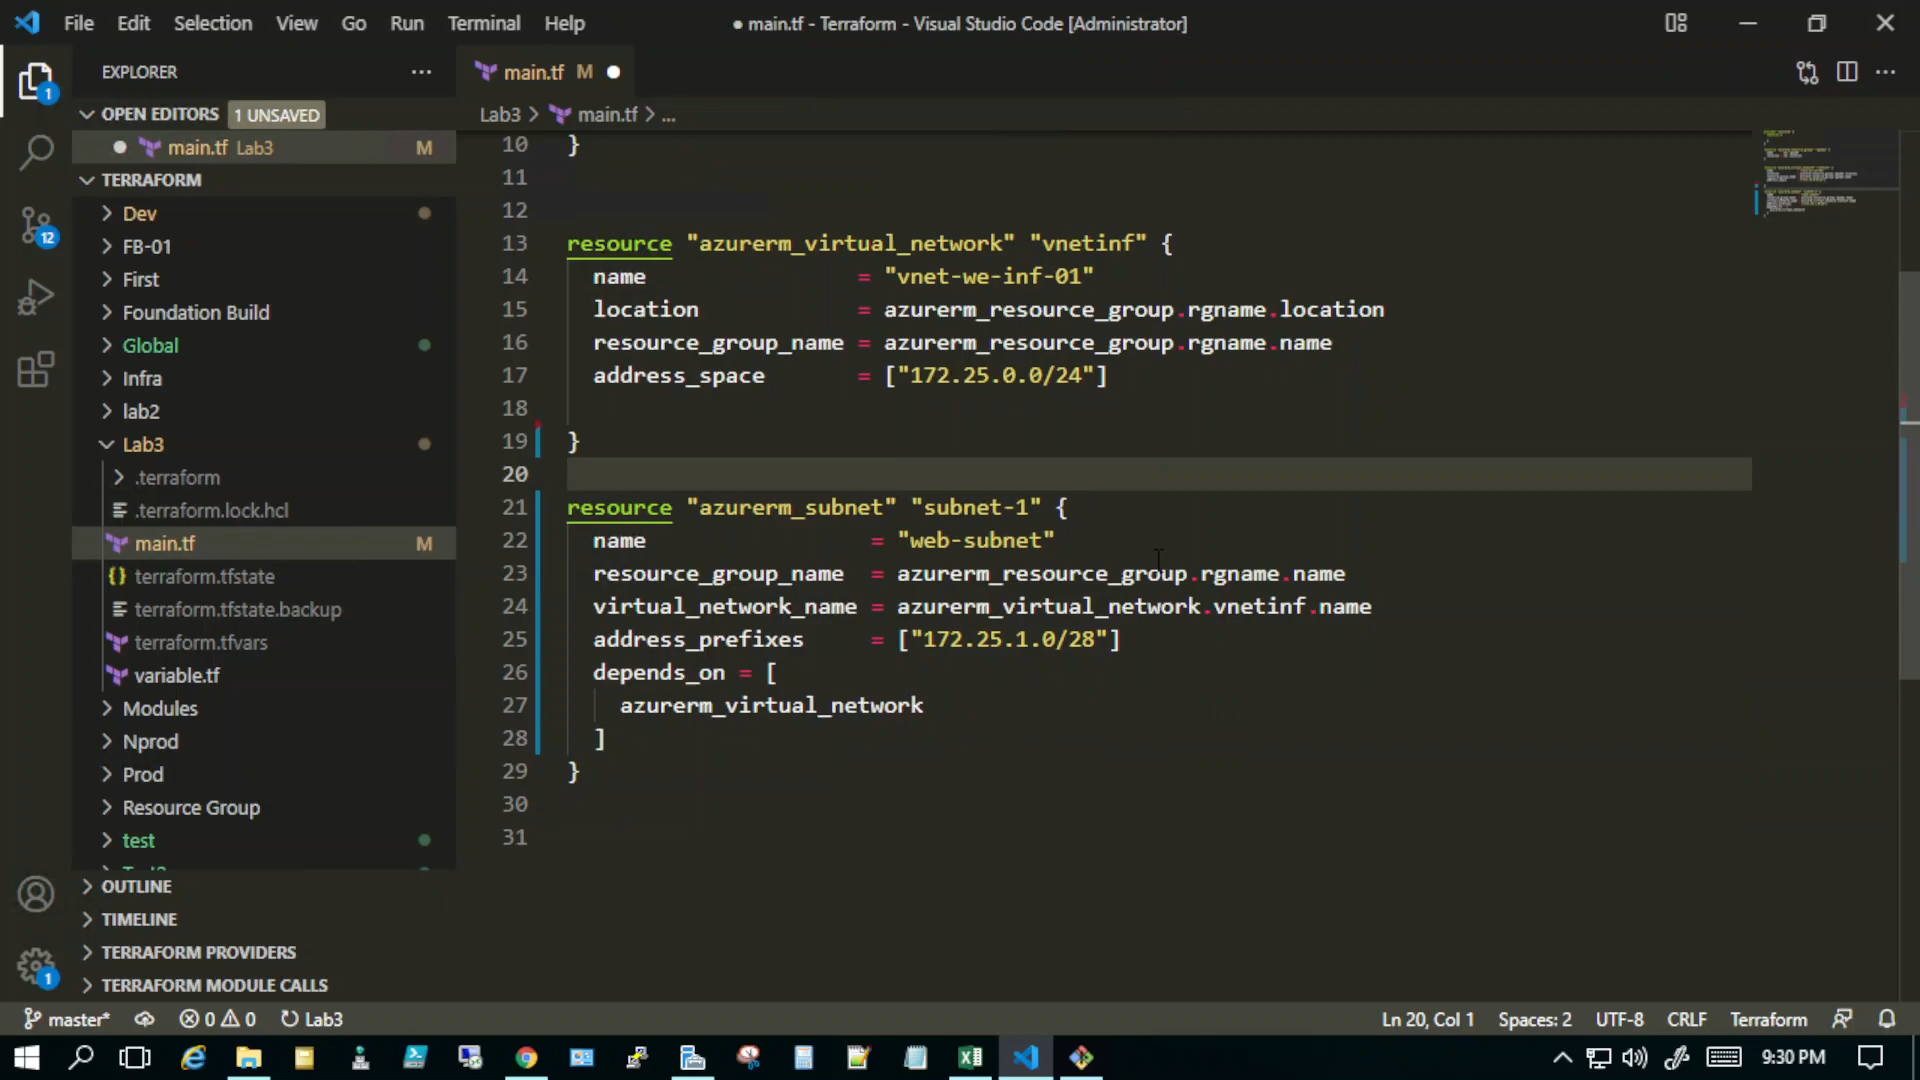 File Edit Selection View Go Run Terminal Help
● main.tf - Terraform - Visual Studio Code [Administrator]
EXPLORER
main.tf M
1
OPEN EDITORS 1 UNSAVED
main.tf Lab3 M
Lab3 > main.tf > ...
TERRAFORM
Dev
FB-01
First
Foundation Build
Global
Infra
lab2
Lab3
.terraform
.terraform.lock.hcl
main.tf M
terraform.tfstate
terraform.tfstate.backup
terraform.tfvars
variable.tf
Modules
Nprod
Prod
Resource Group
test
OUTLINE
TIMELINE
TERRAFORM PROVIDERS
TERRAFORM MODULE CALLS
12
1
10 }
11
12
13 resource "azurerm_virtual_network" "vnetinf" {
14 name = "vnet-we-inf-01"
15 location = azurerm_resource_group.rgname.location
16 resource_group_name = azurerm_resource_group.rgname.name
17 address_space = ["172.25.0.0/24"]
18
19 }
20
21 resource "azurerm_subnet" "subnet-1" {
22 name = "web-subnet"
23 resource_group_name = azurerm_resource_group.rgname.name
24 virtual_network_name = azurerm_virtual_network.vnetinf.name
25 address_prefixes = ["172.25.1.0/28"]
26 depends_on = [
27 azurerm_virtual_network
28 ]
29 }
30
31
master* 0 0 Lab3
Ln 20, Col 1 Spaces: 2 UTF-8 CRLF Terraform
9:30 PM